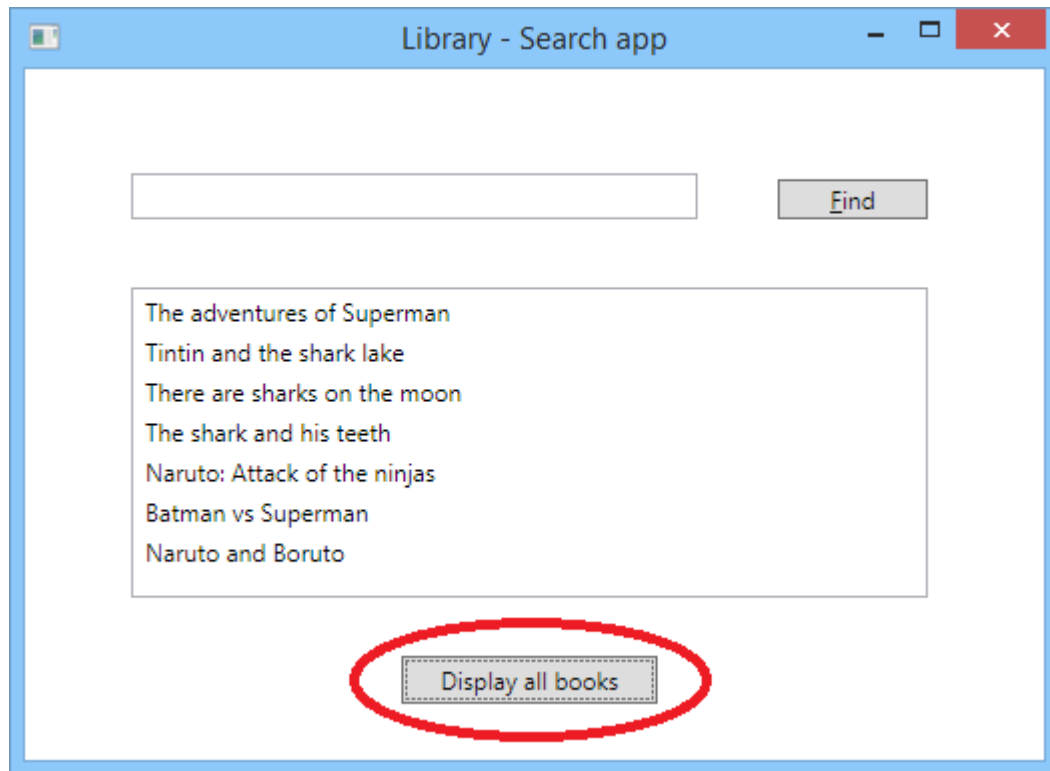 Library - Search app
Find
The adventures of Superman
Tintin and the shark lake
There are sharks on the moon
The shark and his teeth
Naruto: Attack of the ninjas
Batman vs Superman
Naruto and Boruto
Display all books